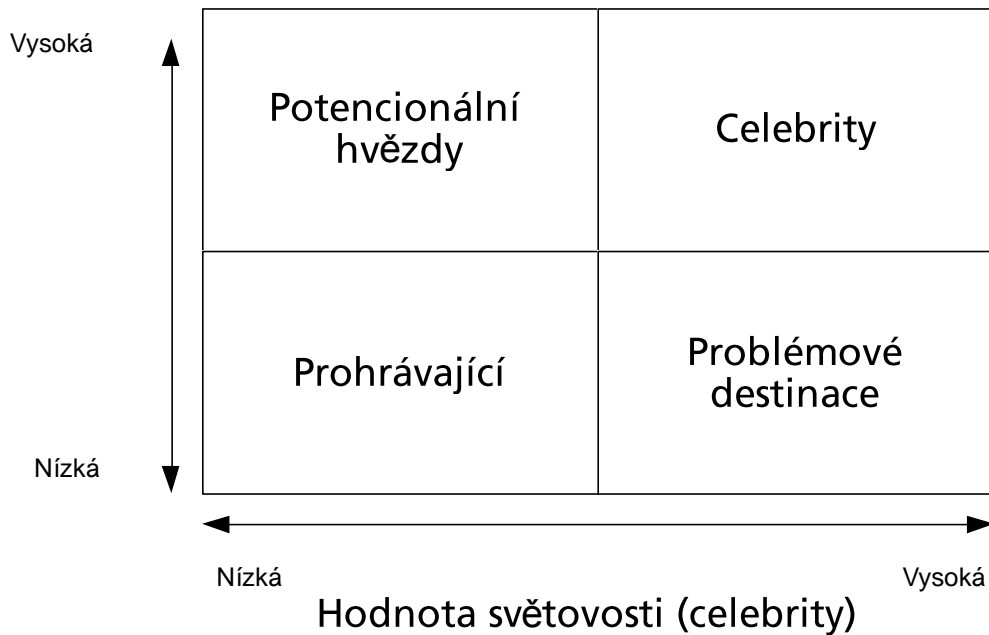 Vysoká
Potencionální
hvězdy
Celebrity
Prohrávající
Problémové
destinace
Nízká
Nízká
Vysoká
Hodnota světovosti (celebrity)